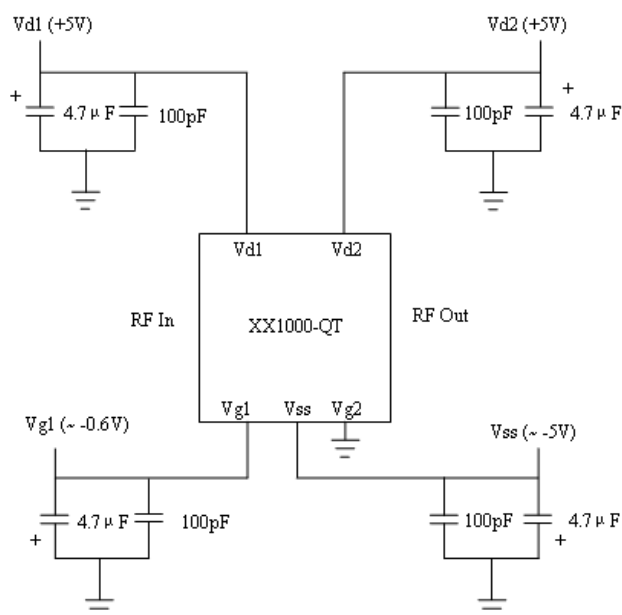 Vd1 (+5V)
Vd2 (+5V)
+
4.7μF
100pF
100pF
+
4.7μF
Vd1
Vd2
RF In
XX1000-QT
RF Out
Vg1
Vss
Vg2
Vg1 (~ -0.6V)
Vss (~ -5V)
4.7μF
+
100pF
100pF
4.7μF
+